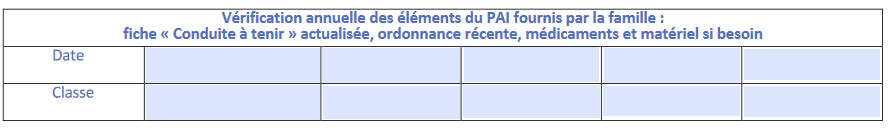 Vérification annuelle des éléments du PAI fournis par la famille :
fiche « Conduite à tenir » actualisée, ordonnance récente, médicaments et matériel si besoin
Date
Classe